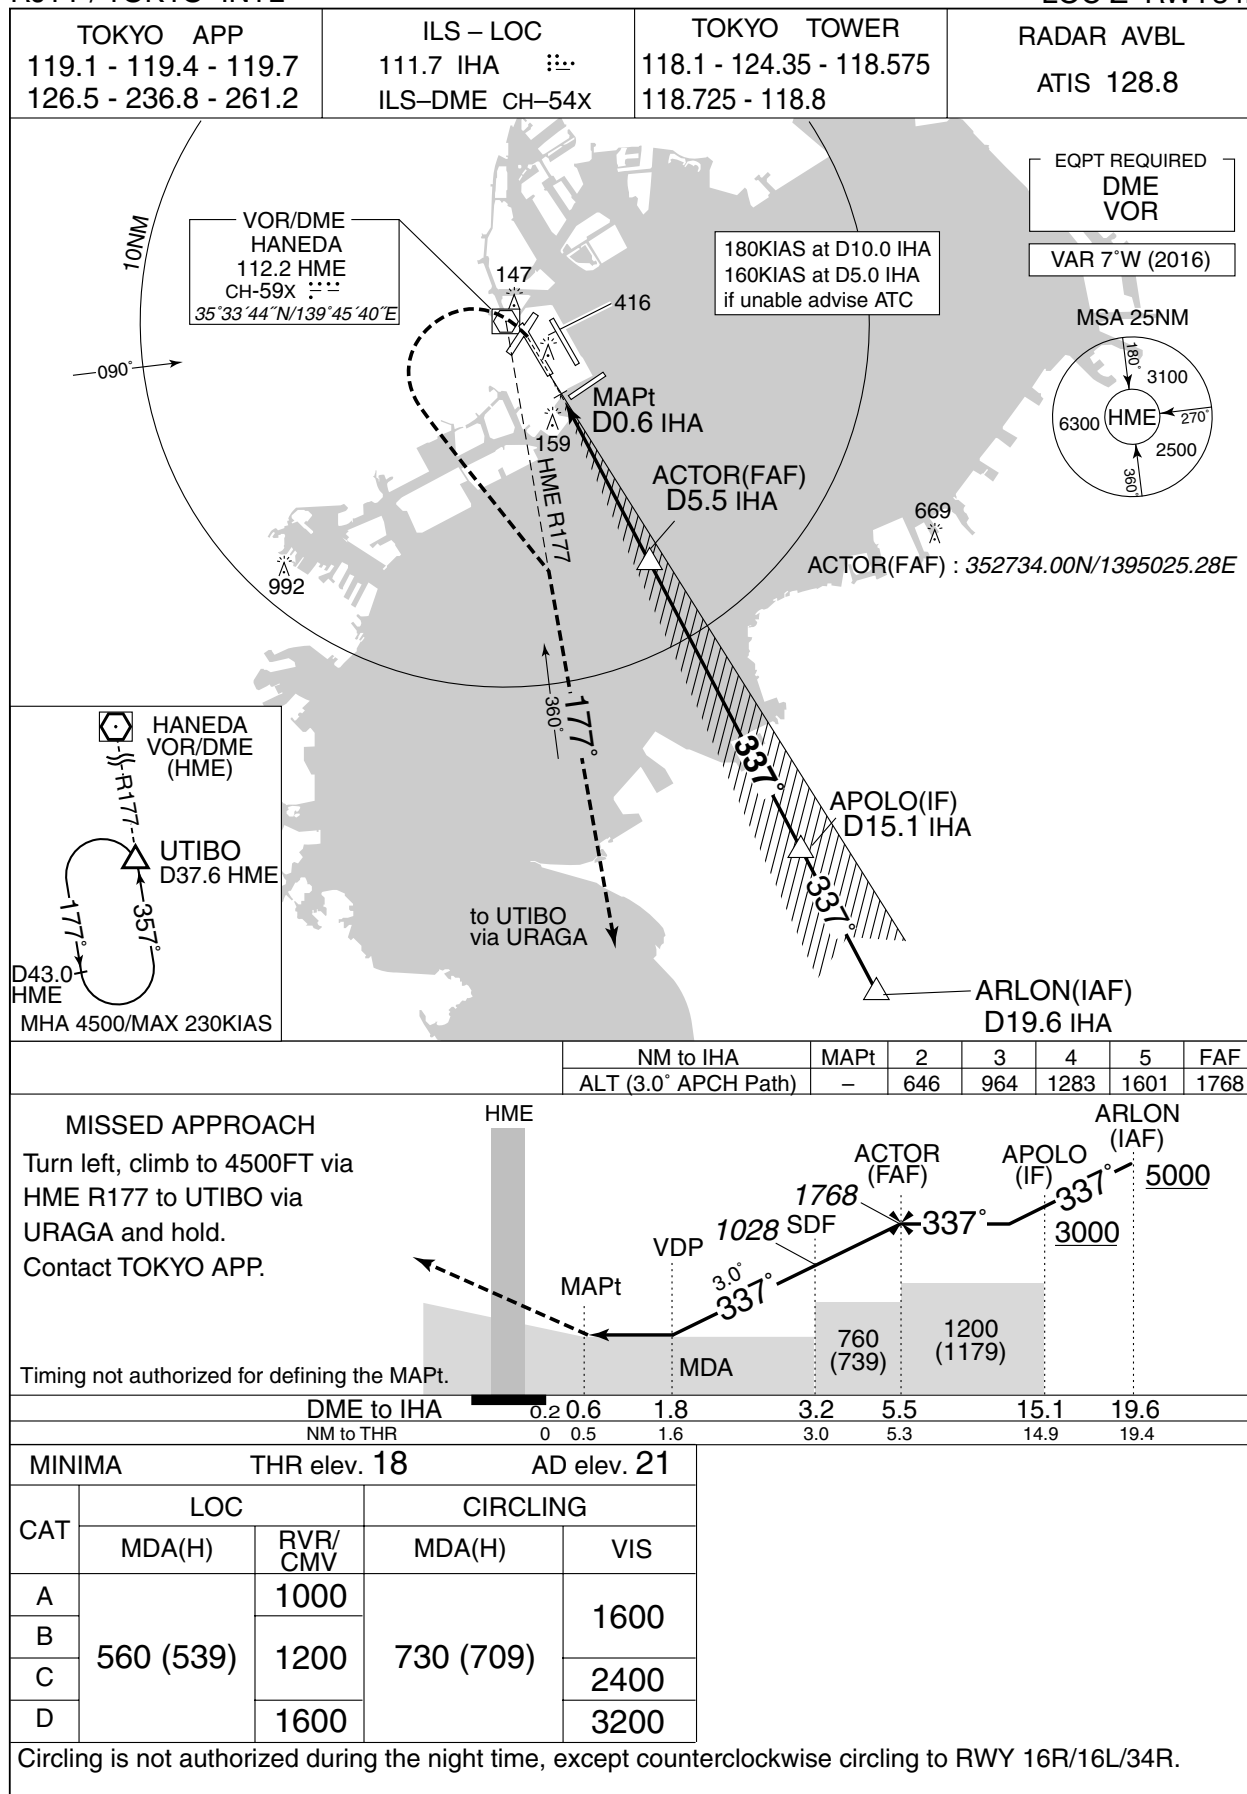 TOKYO APP
119.1 - 119.4 - 119.7
126.5 - 236.8 - 261.2
ILS – LOC
111.7 IHA
ILS–DME CH–54X
TOKYO TOWER
118.1 - 124.35 - 118.575
118.725 - 118.8
RADAR AVBL
ATIS 128.8
EQPT REQUIRED
DME
VOR
VAR 7°W (2016)
10NM
VOR/DME
HANEDA
112.2 HME
CH-59X
35°33´44˝N/139°45´40˝E
180KIAS at D10.0 IHA
160KIAS at D5.0 IHA
if unable advise ATC
147
416
MSA 25NM
180°
3100
6300
HME
270°
2500
360°
090°
MAPt
D0.6 IHA
159
HME R177
ACTOR(FAF)
D5.5 IHA
669
ACTOR(FAF) : 352734.00N/1395025.28E
992
360°
177°
337°
APOLO(IF)
D15.1 IHA
337°
to UTIBO
via URAGA
ARLON(IAF)
D19.6 IHA
HANEDA
VOR/DME
(HME)
R177
UTIBO
D37.6 HME
177°
357°
D43.0
HME
MHA 4500/MAX 230KIAS
NM to IHA MAPt 2 3 4 5 FAF
ALT (3.0° APCH Path) – 646 964 1283 1601 1768
MISSED APPROACH
Turn left, climb to 4500FT via
HME R177 to UTIBO via
URAGA and hold.
Contact TOKYO APP.
Timing not authorized for defining the MAPt.
HME
MAPt
VDP
1028 SDF
1768
ACTOR
(FAF)
APOLO
(IF)
ARLON
(IAF)
5000
3000
337°
337°
3.0°
337°
MDA
760
(739)
1200
(1179)
DME to IHA 0.2 0.6 1.8 3.2 5.5 15.1 19.6
NM to THR 0 0.5 1.6 3.0 5.3 14.9 19.4
MINIMA THR elev. 18 AD elev. 21
CAT LOC CIRCLING
MDA(H) RVR/CMV MDA(H) VIS
A 1000
B
C
D
560 (539)
1200
1600
730 (709)
1600
2400
3200
Circling is not authorized during the night time, except counterclockwise circling to RWY 16R/16L/34R.